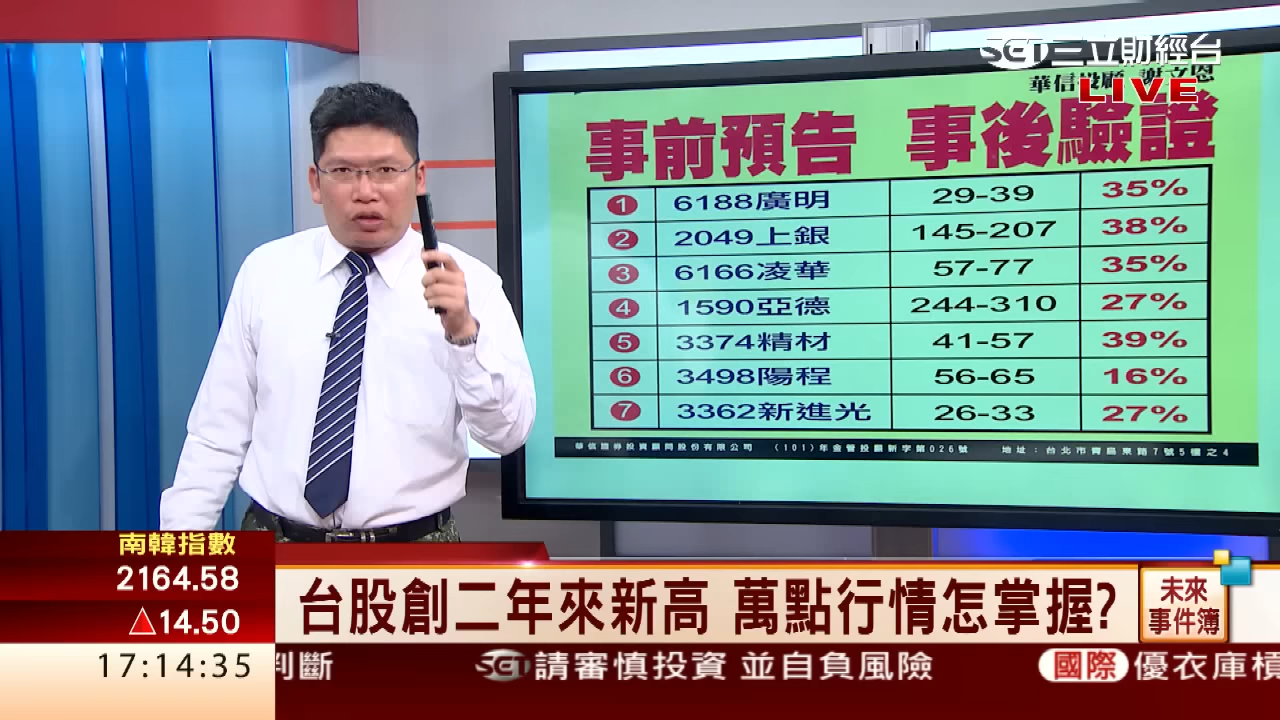 SET三立財經台
華信投顧 謝文恩
LIVE
事前預告 事後驗證
1 6188廣明 29-39 35%
2 2049上銀 145-207 38%
3 6166凌華 57-77 35%
4 1590亞德 244-310 27%
5 3374精材 41-57 39%
6 3498陽程 56-65 16%
7 3362新進光 26-33 27%
華信證券投資顧問股份有限公司 (101)年金管投顧新字第026號 地址:台北市青島東路7號5樓之4
南韓指數
2164.58
△14.50
台股創二年來新高 萬點行情怎掌握?
未來
事件簿
17:14:35
判斷 SET請審慎投資 並自負風險 國際 優衣庫槓